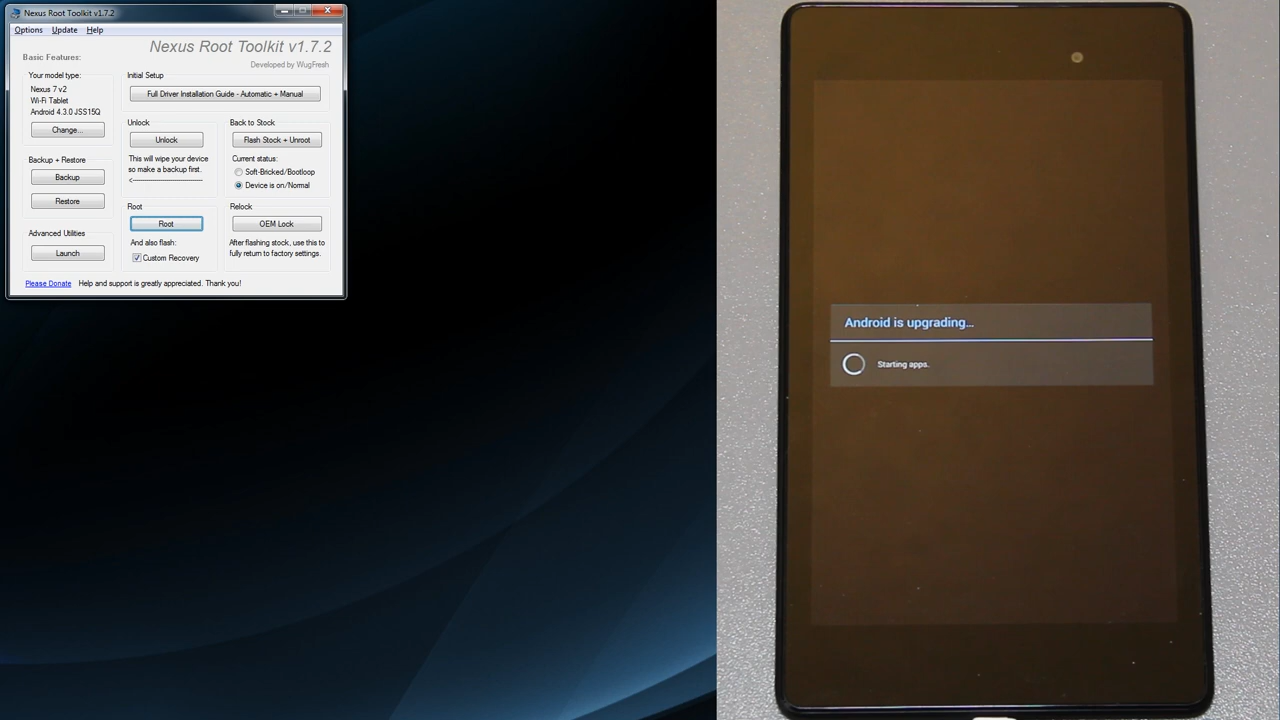 Nexus Root Toolkit v1.7.2
Options Update Help
Nexus Root Toolkit v1.7.2
Developed by WugFresh
Basic Features:
Your model type:
Nexus 7 v2
Wi-Fi Tablet
Android 4.3.0 JSS15Q
Change...
Backup + Restore
Backup
Restore
Advanced Utilities
Launch
Initial Setup
Full Driver Installation Guide - Automatic + Manual
Unlock
Unlock
This will wipe your device
so make a backup first.
<----------------------
Back to Stock
Flash Stock + Unroot
Current status:
Soft-Bricked/Bootloop
Device is on/Normal
Root
Root
And also flash:
Custom Recovery
Relock
OEM Lock
After flashing stock, use this to
fully return to factory settings.
Please Donate Help and support is greatly appreciated. Thank you!
Android is upgrading...
Starting apps.